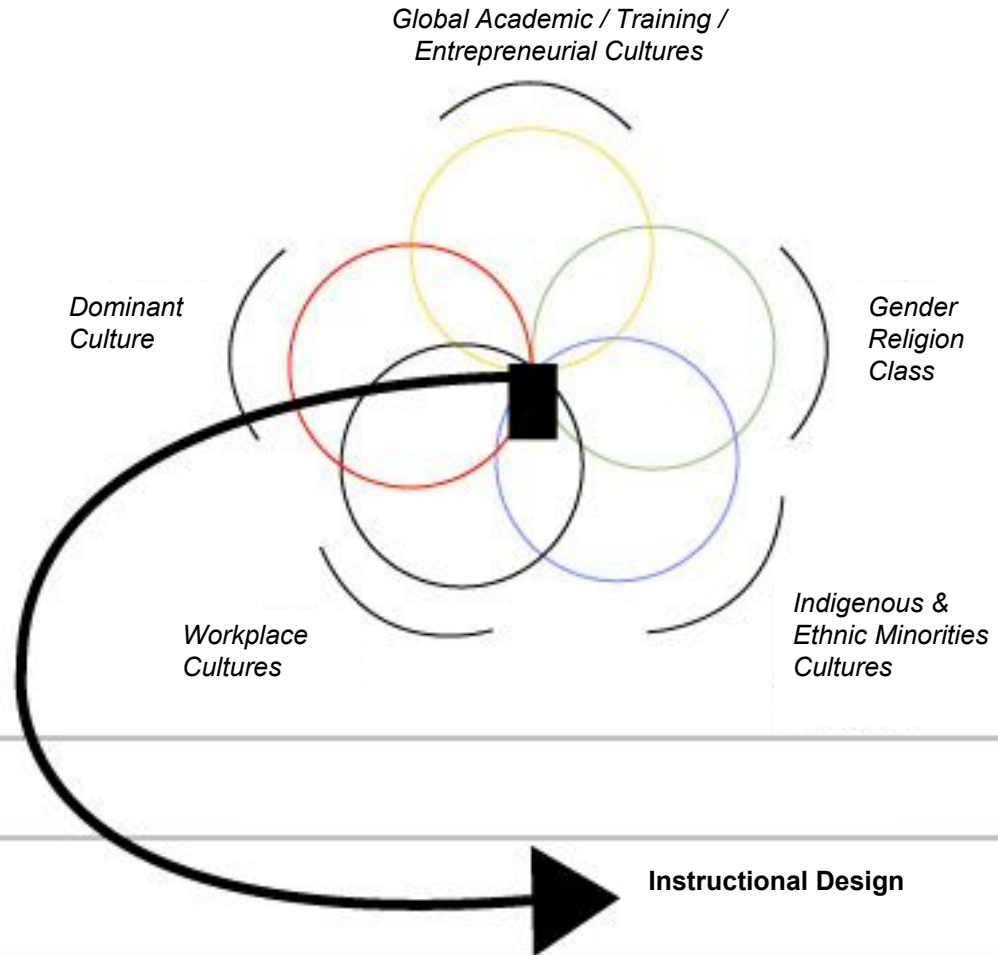 Global Academic / Training /
Entrepreneurial Cultures
Dominant
Culture
Gender
Religion
Class
Workplace
Cultures
Indigenous &
Ethnic Minorities
Cultures
Instructional Design